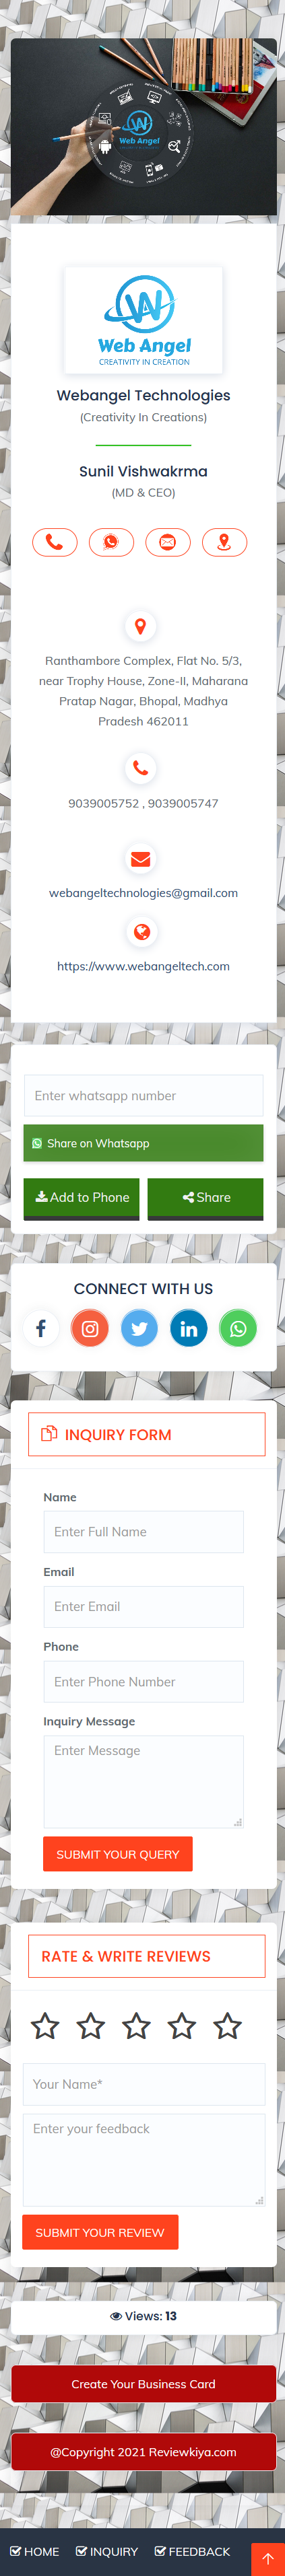 Web Angel
Web Angel
CREATIVITY IN CREATION
Webangel Technologies
(Creativity In Creations)
Sunil Vishwakrma
(MD & CEO)
Ranthambore Complex, Flat No. 5/3,
near Trophy House, Zone-II, Maharana
Pratap Nagar, Bhopal, Madhya
Pradesh 462011
9039005752 , 9039005747
webangeltechnologies@gmail.com
https://www.webangeltech.com
Enter whatsapp number
Share on Whatsapp
Add to Phone
Share
CONNECT WITH US
INQUIRY FORM
Name
Enter Full Name
Email
Enter Email
Phone
Enter Phone Number
Inquiry Message
Enter Message
SUBMIT YOUR QUERY
RATE & WRITE REVIEWS
Your Name*
Enter your feedback
SUBMIT YOUR REVIEW
Views: 13
Create Your Business Card
@Copyright 2021 Reviewkiya.com
HOME INQUIRY FEEDBACK